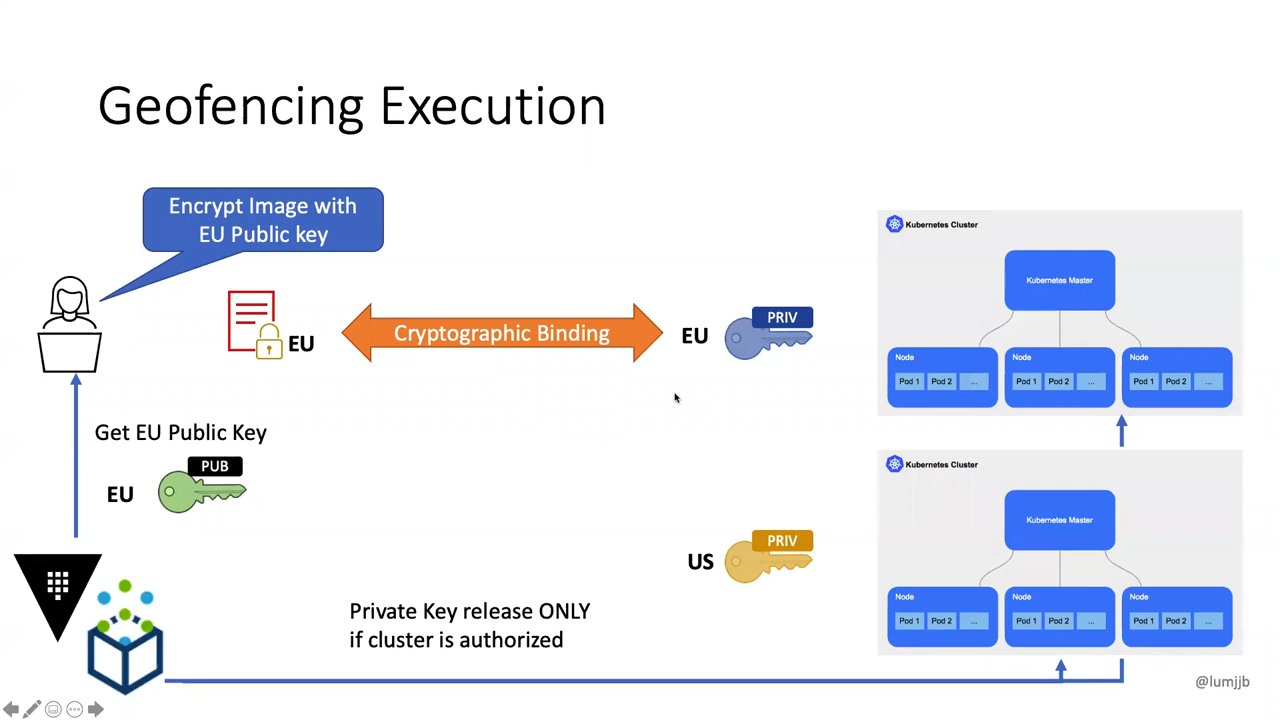 Geofencing Execution
Encrypt Image with
EU Public key
EU
Cryptographic Binding
EU
PRIV
Get EU Public Key
PUB
EU
US
PRIV
Private Key release ONLY
if cluster is authorized
Kubernetes Cluster
Kubernetes Master
Node
Pod 1
Pod 2
...
Node
Pod 1
Pod 2
...
Node
Pod 1
Pod 2
...
Kubernetes Cluster
Kubernetes Master
Node
Pod 1
Pod 2
...
Node
Pod 1
Pod 2
...
Node
Pod 1
Pod 2
...
@lumjjb